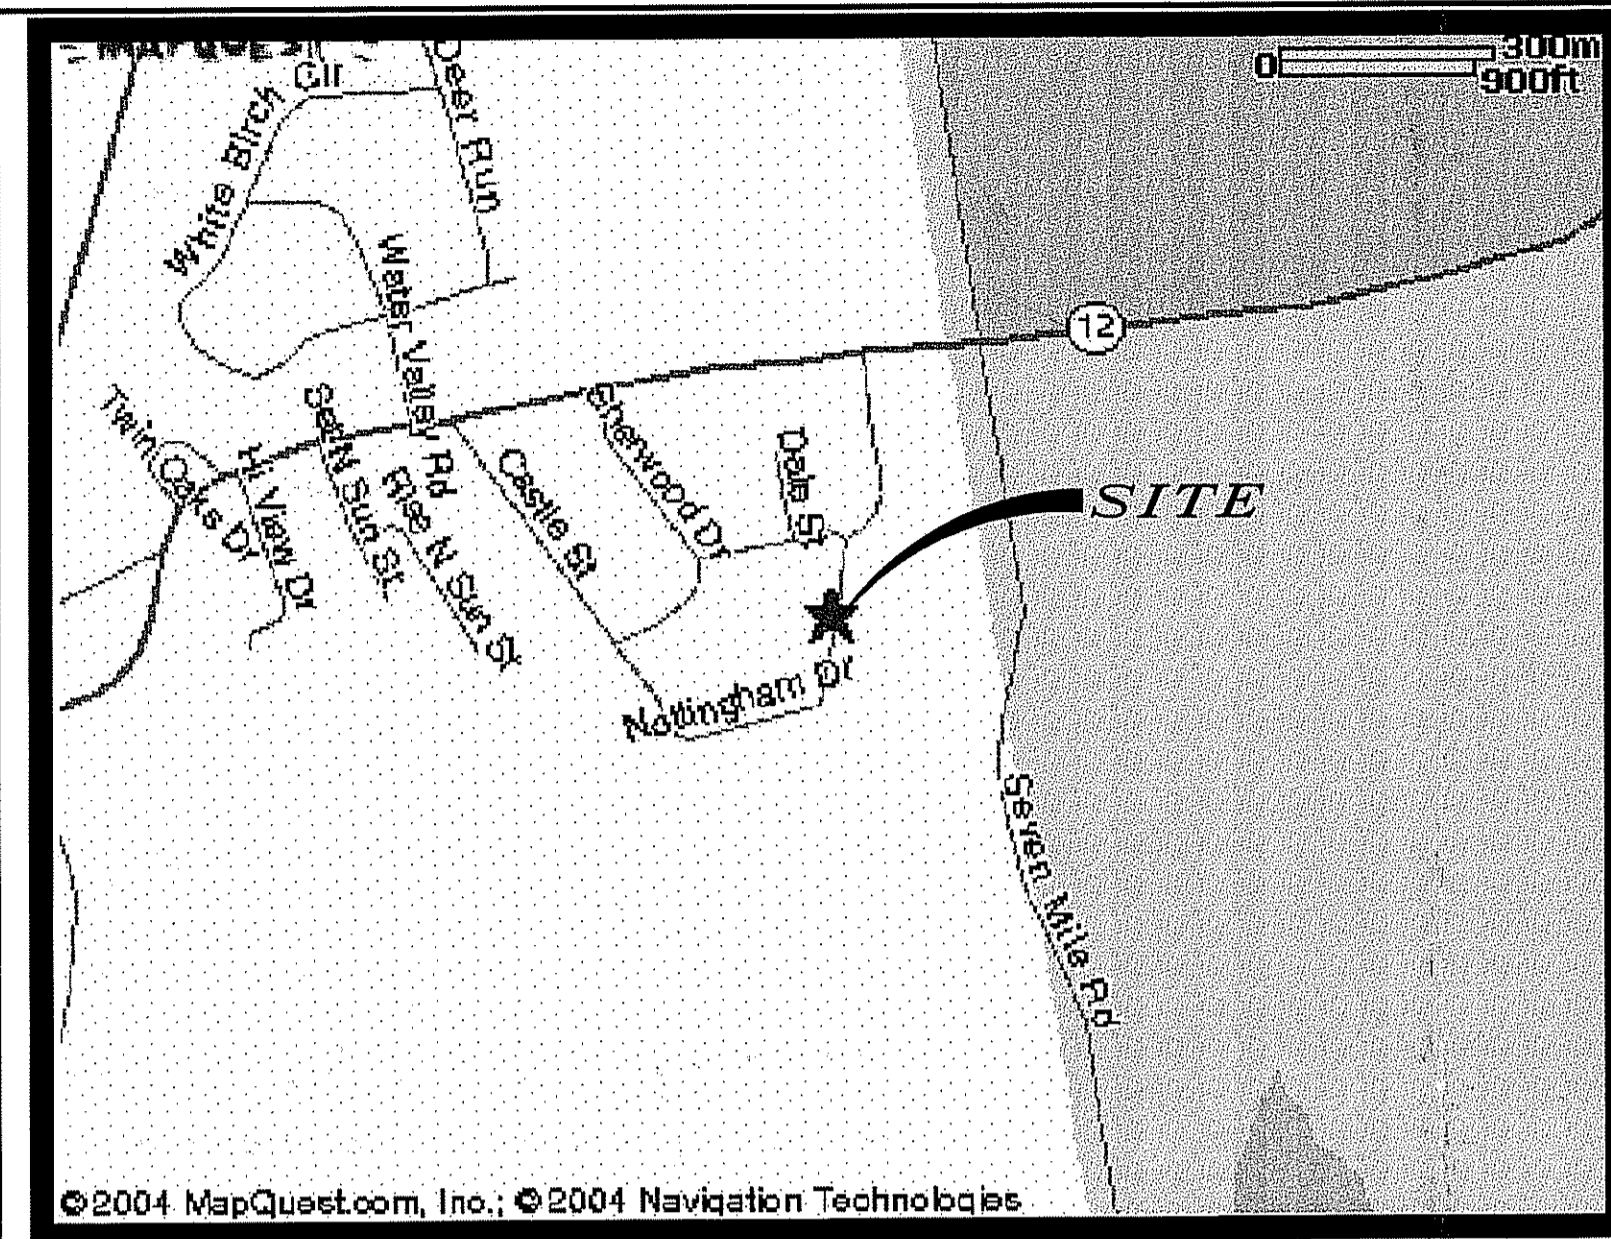 MAPQUEST
0 300m
900ft
White Birch Cir
Deer Run
Water Valley Rd
12
Twin Oaks Dr
Hi View Dr
Set N Sun St
Rise N Sun St
Castle St
Sherwood Dr
Dale St
SITE
Nottingham Dr
Seven Mile Rd
©2004 MapQuest.com, Inc.; ©2004 Navigation Technologies